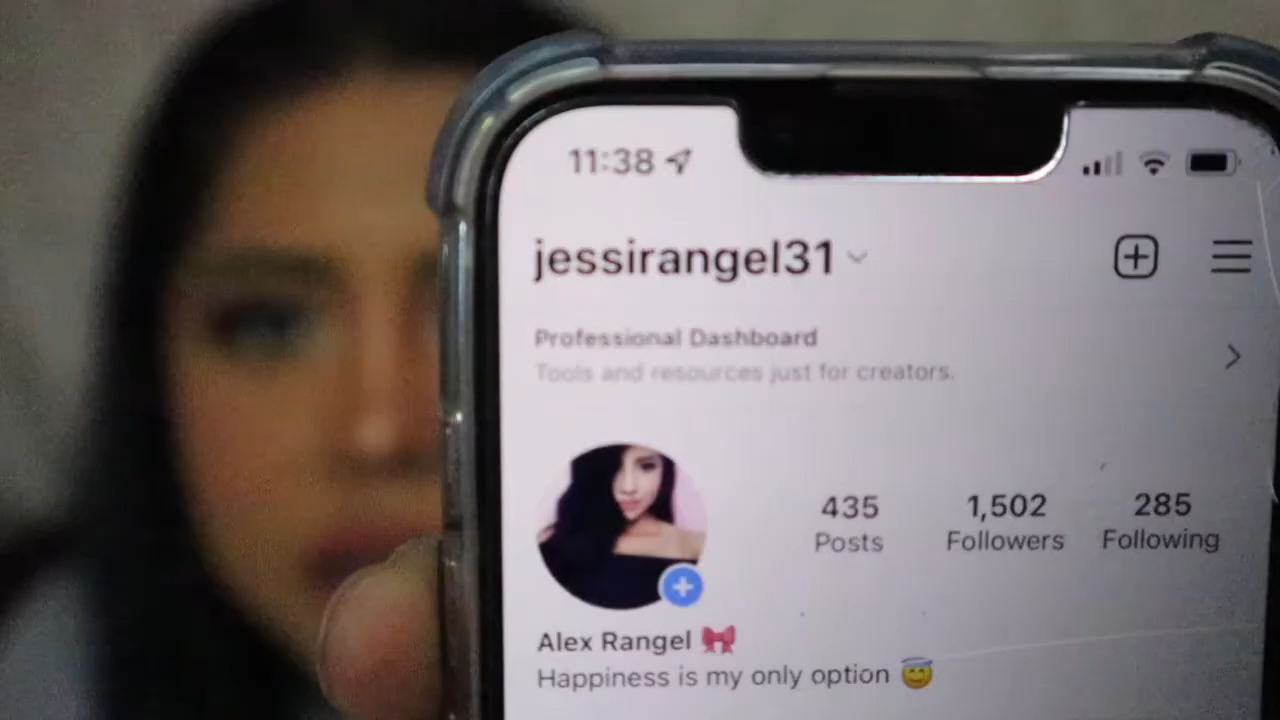 11:38
jessirangel31
Professional Dashboard
Tools and resources just for creators.
435 1,502 285
Posts Followers Following
Alex Rangel 🎀
Happiness is my only option 😇